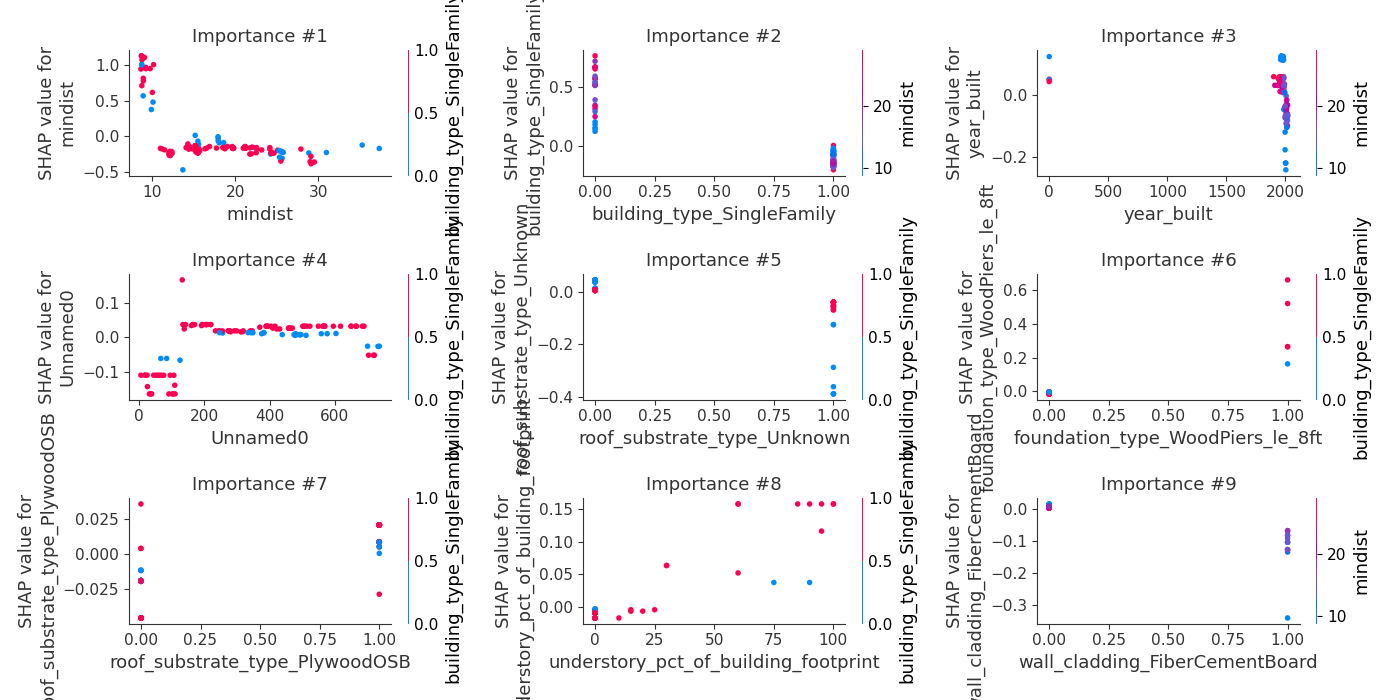 Importance #1
SHAP value for
mindist
1.0
0.5
0.0
−0.5
10
20
30
mindist
1.0
0.5
0.0
building_type_SingleFamily
Importance #2
SHAP value for
building_type_SingleFamily
0.5
0.0
0.00
0.25
0.50
0.75
1.00
building_type_SingleFamily
20
10
mindist
Importance #3
SHAP value for
year_built
0.0
−0.2
0
500
1000
1500
2000
year_built
20
10
mindist
Importance #4
SHAP value for
Unnamed0
0.1
0.0
−0.1
0
200
400
600
Unnamed0
1.0
0.5
0.0
building_type_SingleFamily
Importance #5
SHAP value for
roof_substrate_type_Unknown
0.0
−0.2
−0.4
0.00
0.25
0.50
0.75
1.00
roof_substrate_type_Unknown
1.0
0.5
0.0
building_type_SingleFamily
Importance #6
SHAP value for
foundation_type_WoodPiers_le_8ft
0.6
0.4
0.2
0.0
0.00
0.25
0.50
0.75
1.00
foundation_type_WoodPiers_le_8ft
1.0
0.5
0.0
building_type_SingleFamily
Importance #7
SHAP value for
oof_substrate_type_PlywoodOSB
0.025
0.000
−0.025
0.00
0.25
0.50
0.75
1.00
roof_substrate_type_PlywoodOSB
1.0
0.5
0.0
building_type_SingleFamily
Importance #8
SHAP value for
derstory_pct_of_building_footprint
0.15
0.10
0.05
0.00
0
25
50
75
100
understory_pct_of_building_footprint
1.0
0.5
0.0
building_type_SingleFamily
Importance #9
SHAP value for
wall_cladding_FiberCementBoard
0.0
−0.1
−0.2
−0.3
0.00
0.25
0.50
0.75
1.00
wall_cladding_FiberCementBoard
20
10
mindist